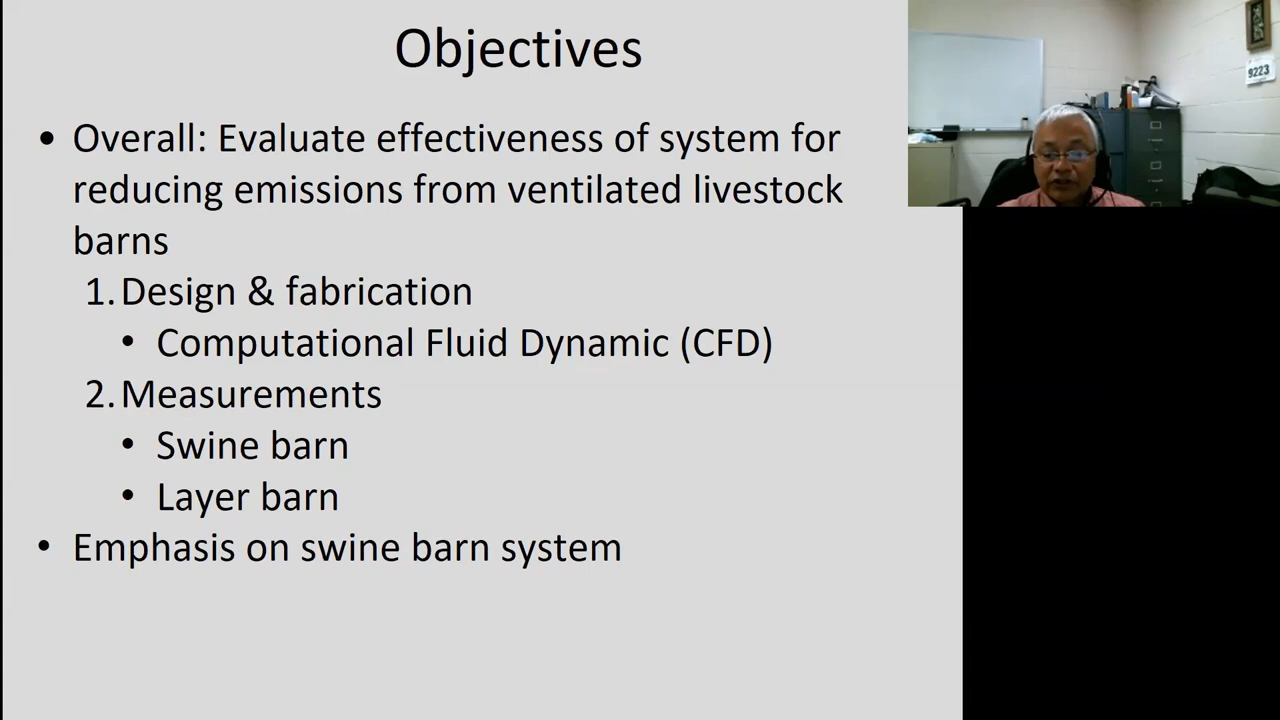 Objectives
• Overall: Evaluate effectiveness of system for
reducing emissions from ventilated livestock
barns
1. Design & fabrication
• Computational Fluid Dynamic (CFD)
2. Measurements
• Swine barn
• Layer barn
• Emphasis on swine barn system
9223